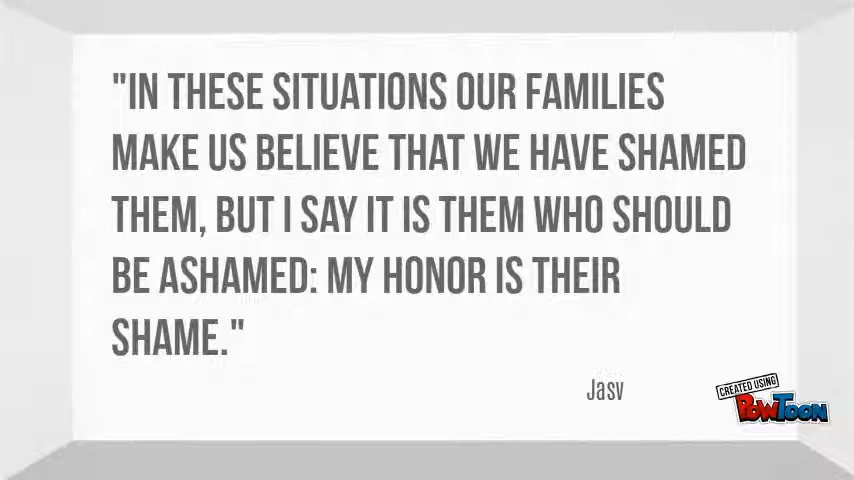 "IN THESE SITUATIONS OUR FAMILIES
MAKE US BELIEVE THAT WE HAVE SHAMED
THEM, BUT I SAY IT IS THEM WHO SHOULD
BE ASHAMED: MY HONOR IS THEIR
SHAME."
Jasv
CREATED USING
POWTOON